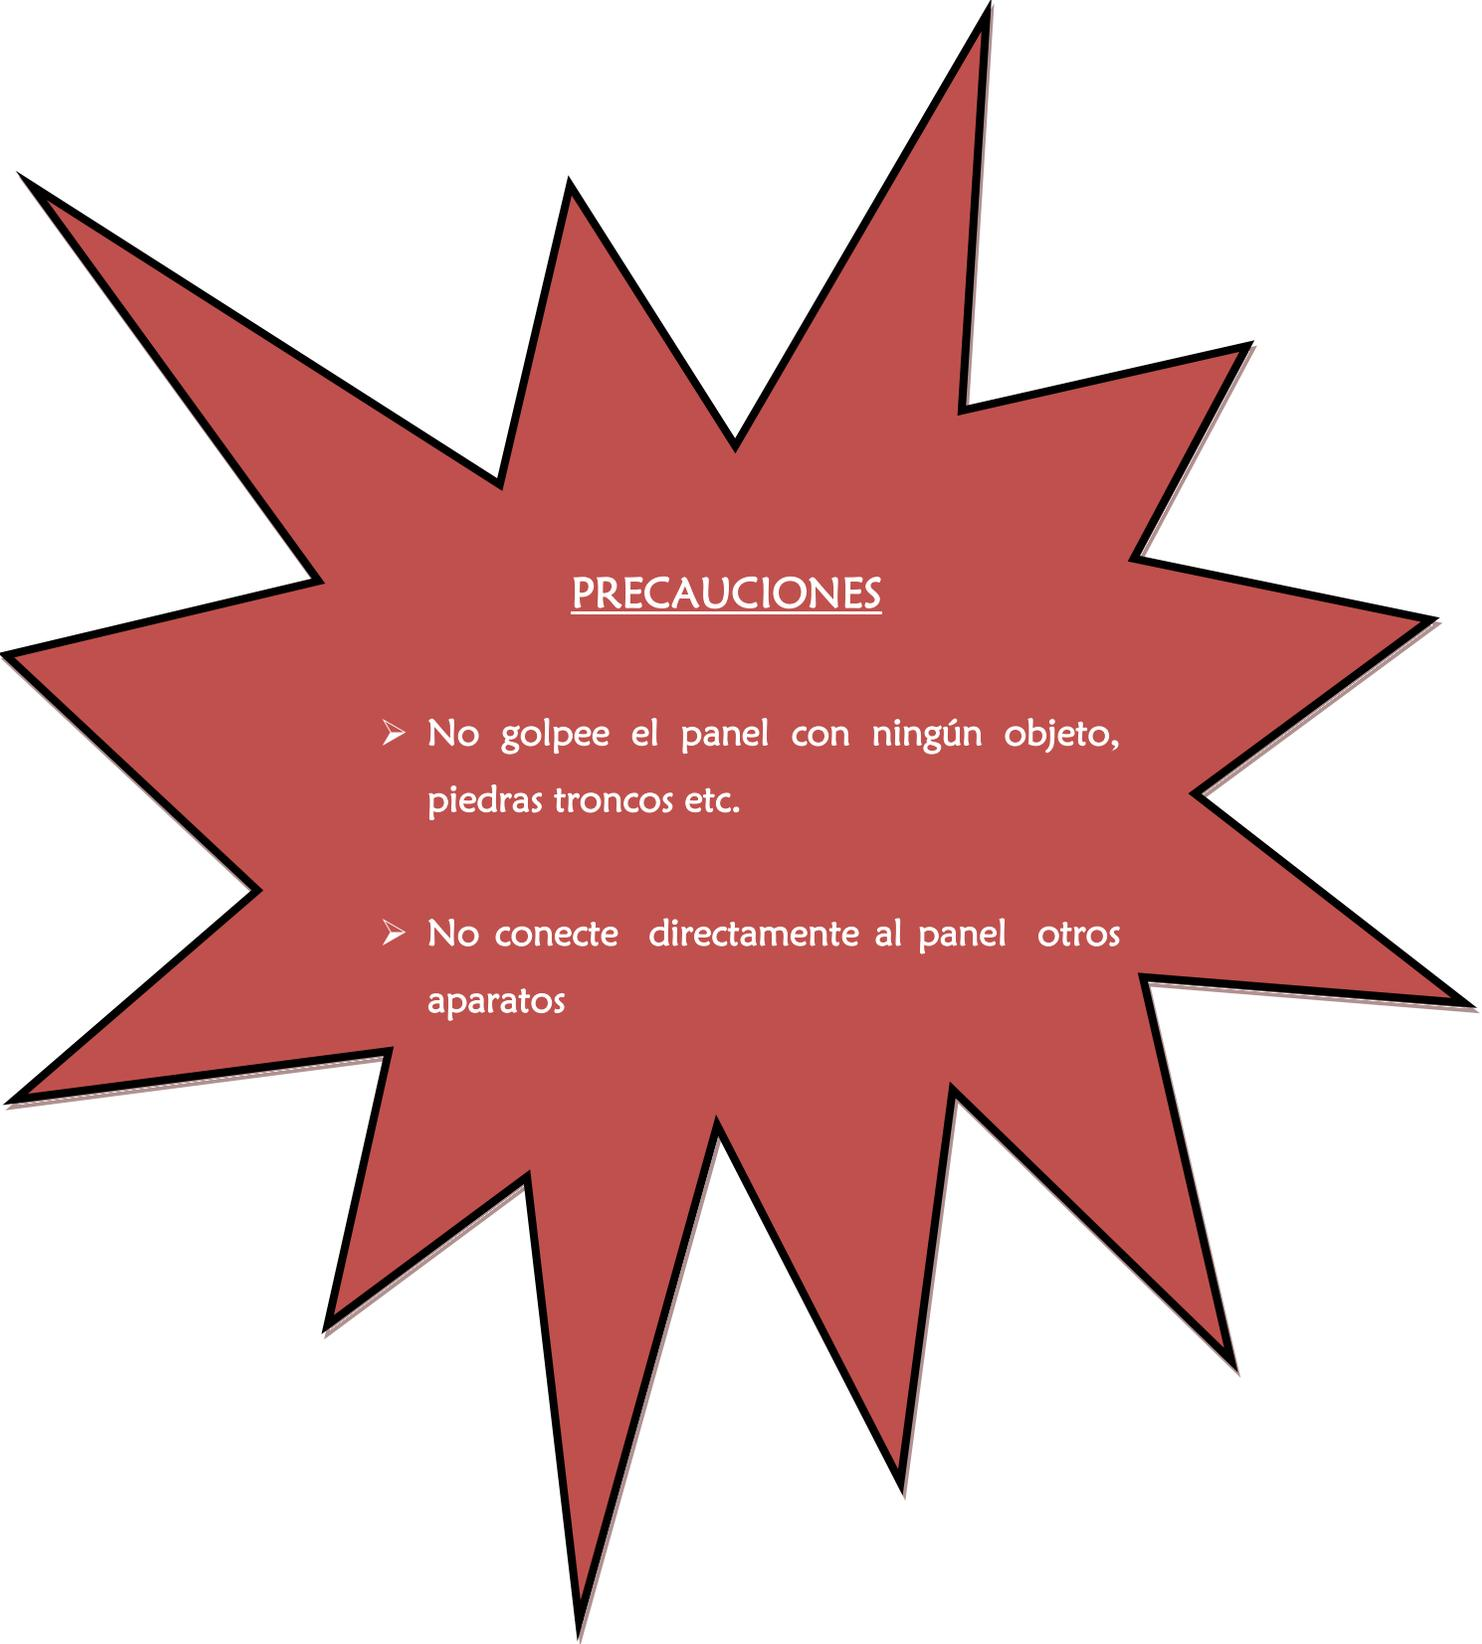 PRECAUCIONES
➢ No golpee el panel con ningún objeto,
piedras troncos etc.
➢ No conecte directamente al panel otros
aparatos